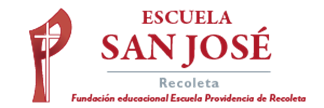 ESCUELA
SAN JOSÉ
Recoleta
Fundación educacional Escuela Providencia de Recoleta